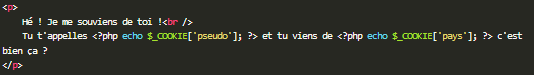 <p>
Hé ! Je me souviens de toi !<br />
Tu t'appelles <?php echo $_COOKIE['pseudo']; ?> et tu viens de <?php echo $_COOKIE['pays']; ?> c'est
bien ça ?
</p>